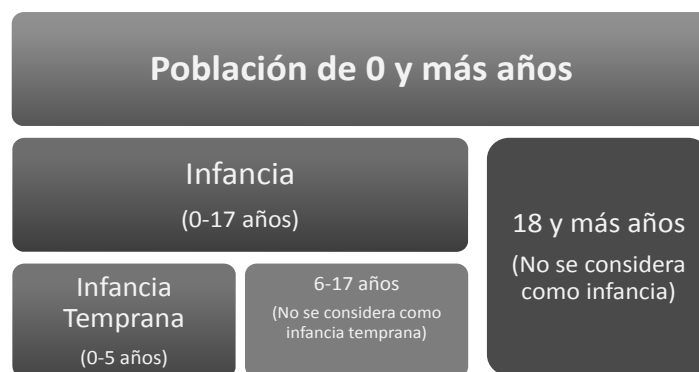 Población de 0 y más años
Infancia
(0-17 años)
18 y más años
(No se considera
como infancia)
Infancia
Temprana
(0-5 años)
6-17 años
(No se considera como
infancia temprana)